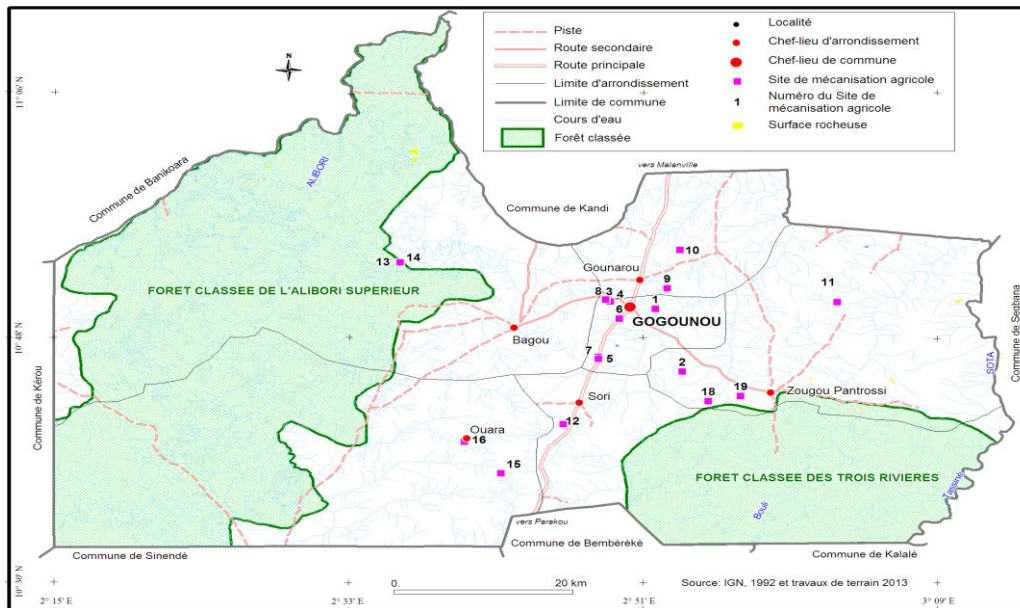 Piste
Route secondaire
Route principale
Limite d'arrondissement
Limite de commune
Cours d'eau
Forêt classée
Localité
Chef-lieu d'arrondissement
Chef-lieu de commune
Site de mécanisation agricole
1 Numéro du Site de
mécanisation agricole
Surface rocheuse
N
11° 06' N
10° 48' N
10° 30' N
ALIBORI
Commune de Banikoara
vers Malanville
Commune de Kandi
13
14
10
Gounarou
9
11
FORET CLASSEE DE L'ALIBORI SUPERIEUR
8
3
4
1
6
GOGOUNOU
Bagou
7
5
2
Commune de Kérou
SOTA
Commune de Segbana
Zougou Pantrossi
18
19
Sori
12
Ouara
16
15
FORET CLASSEE DES TROIS RIVIERES
Bouli
Tassiné
vers Parakou
Commune de Sinendé
Commune de Bembèrèkè
Commune de Kalalé
0
20 km
Source: IGN, 1992 et travaux de terrain 2013
2° 15' E
2° 33' E
2° 51' E
3° 09' E